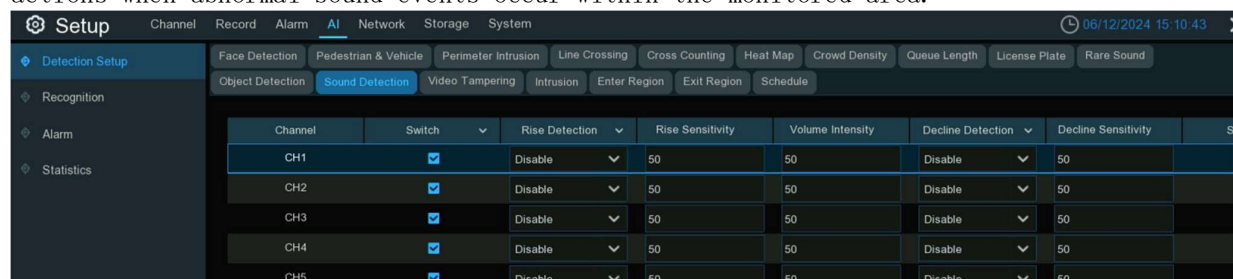 actions when abnormal sound events occur within the monitored area.
Setup Channel Record Alarm AI Network Storage System 06/12/2024 15:10:43
Detection Setup
Recognition
Alarm
Statistics
Face Detection Pedestrian & Vehicle Perimeter Intrusion Line Crossing Cross Counting Heat Map Crowd Density Queue Length License Plate Rare Sound
Object Detection Sound Detection Video Tampering Intrusion Enter Region Exit Region Schedule
Channel Switch Rise Detection Rise Sensitivity Volume Intensity Decline Detection Decline Sensitivity
CH1 Disable 50 50 Disable 50
CH2 Disable 50 50 Disable 50
CH3 Disable 50 50 Disable 50
CH4 Disable 50 50 Disable 50
CH5 Disable 50 50 Disable 50